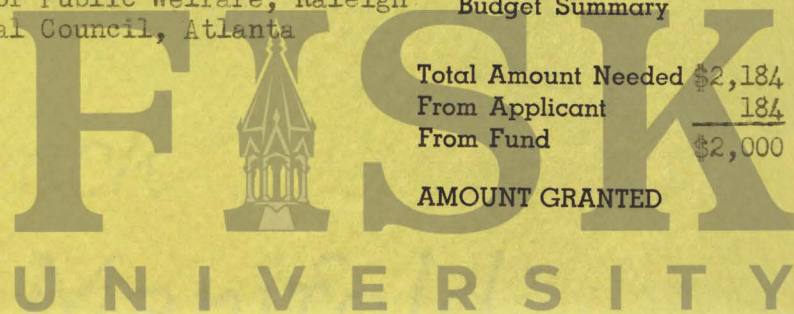 of Public Welfare, Raleigh
al Council, Atlanta
Budget Summary
Total Amount Needed $2,184
From Applicant 184
From Fund $2,000
AMOUNT GRANTED
FISK
UNIVERSITY